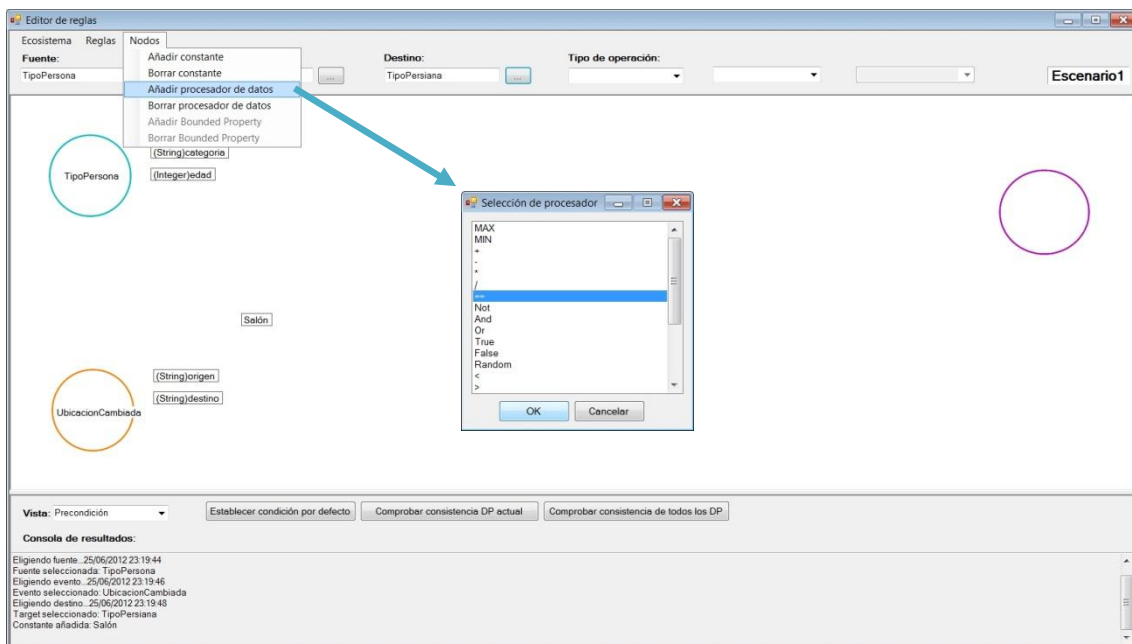 Editor de reglas
Ecosistema Reglas Nodos
Fuente: Destino: Tipo de operación:
TipoPersona ... TipoPersiana ... Escenario1
Añadir constante
Borrar constante
Añadir procesador de datos
Borrar procesador de datos
Añadir Bounded Property
Borrar Bounded Property
(String)categoria
TipoPersona (Integer)edad
Selección de procesador
MAX
MIN
+
-
*
/
==
Not
And
Or
True
False
Random
<
>
OK Cancelar
Salón
(String)origen
(String)destino
UbicacionCambiada
Vista: Precondición Establecer condición por defecto Comprobar consistencia DP actual Comprobar consistencia de todos los DP
Consola de resultados:
Eligiendo fuente...25/06/2012 23:19:44
Fuente seleccionada: TipoPersona
Eligiendo evento...25/06/2012 23:19:46
Evento seleccionado: UbicacionCambiada
Eligiendo destino...25/06/2012 23:19:48
Target seleccionado: TipoPersiana
Constante añadida: Salón